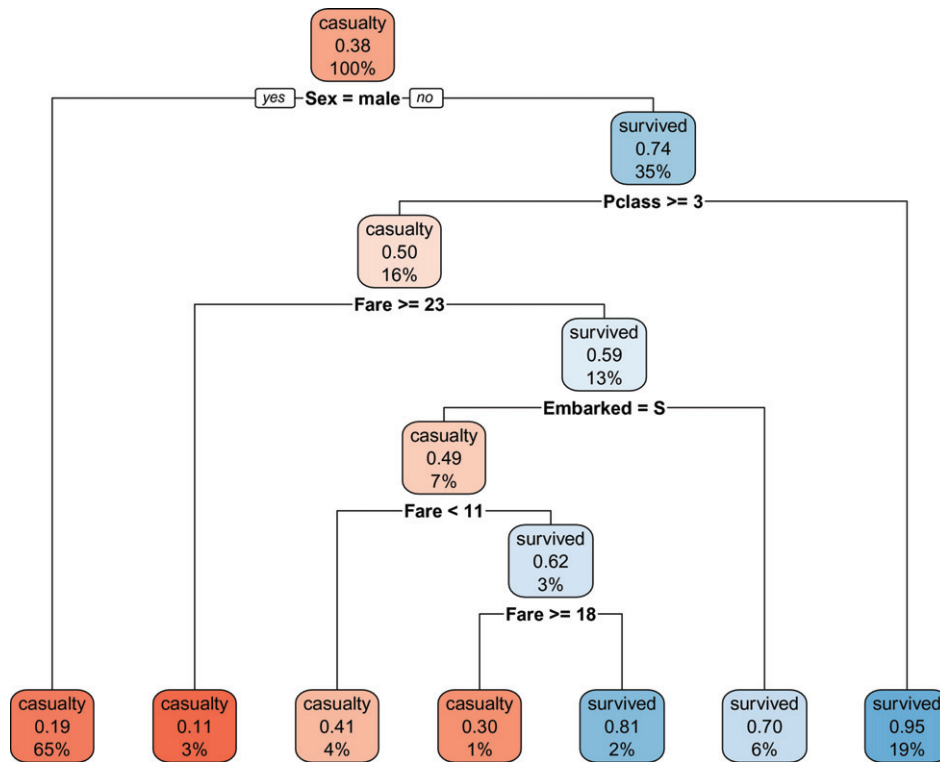 casualty
0.38
100%
yes Sex = male no
survived
0.74
35%
Pclass >= 3
casualty
0.50
16%
Fare >= 23
survived
0.59
13%
Embarked = S
casualty
0.49
7%
Fare < 11
survived
0.62
3%
Fare >= 18
casualty
0.19
65%
casualty
0.11
3%
casualty
0.41
4%
casualty
0.30
1%
survived
0.81
2%
survived
0.70
6%
survived
0.95
19%